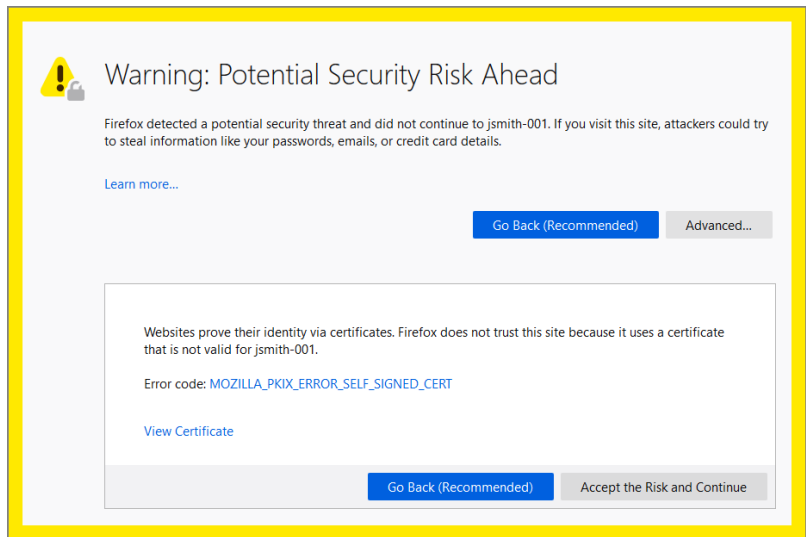 Warning: Potential Security Risk Ahead
Firefox detected a potential security threat and did not continue to jsmith-001. If you visit this site, attackers could try
to steal information like your passwords, emails, or credit card details.
Learn more...
Go Back (Recommended)
Advanced...
Websites prove their identity via certificates. Firefox does not trust this site because it uses a certificate
that is not valid for jsmith-001.
Error code: MOZILLA_PKIX_ERROR_SELF_SIGNED_CERT
View Certificate
Go Back (Recommended)
Accept the Risk and Continue